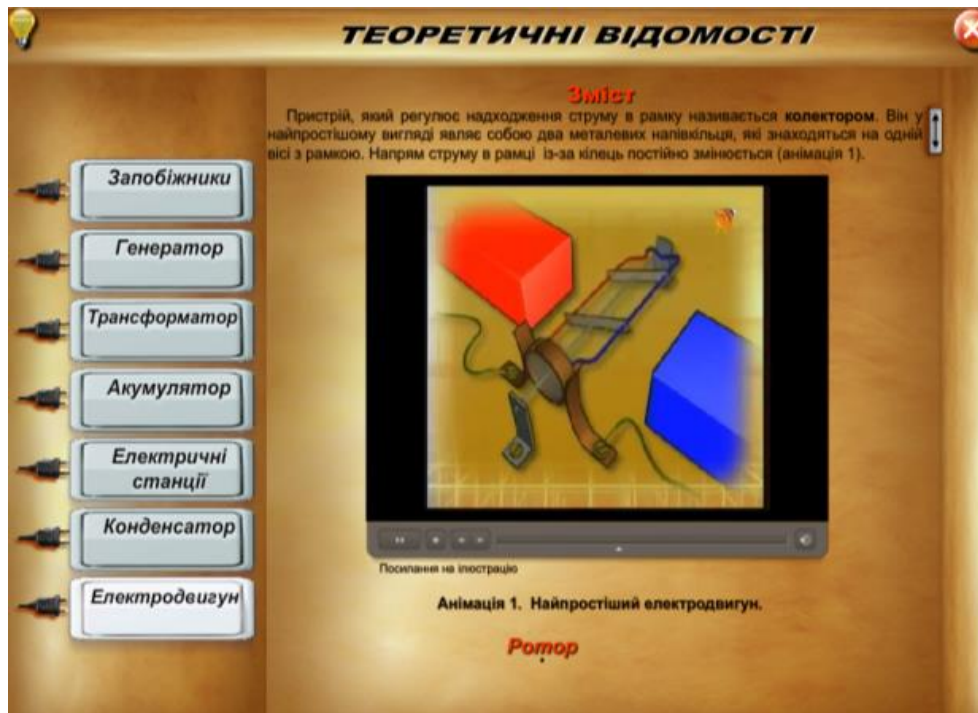 ТЕОРЕТИЧНІ ВІДОМОСТІ
Зміст
Пристрій, який регулює надходження струму в рамку називається колектором. Він у
найпростішому вигляді являє собою два металевих напівкільця, які знаходяться на одній
вісі з рамкою. Напрям струму в рамці із-за кілець постійно змінюється (анімація 1).
Запобіжники
Генератор
Трансформатор
Акумулятор
Електричні
станції
Конденсатор
Електродвигун
Посилання на ілюстрацію
Анімація 1. Найпростіший електродвигун.
Ротор